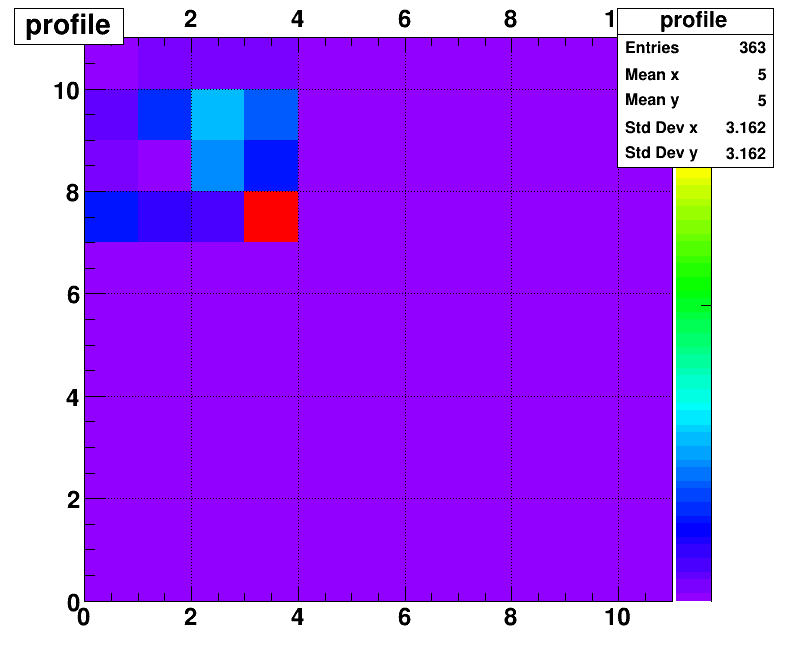 profile
2 4 6 8 1
profile
Entries 363
Mean x 5
Mean y 5
Std Dev x 3.162
Std Dev y 3.162
10
8
6
4
2
0
0 2 4 6 8 10